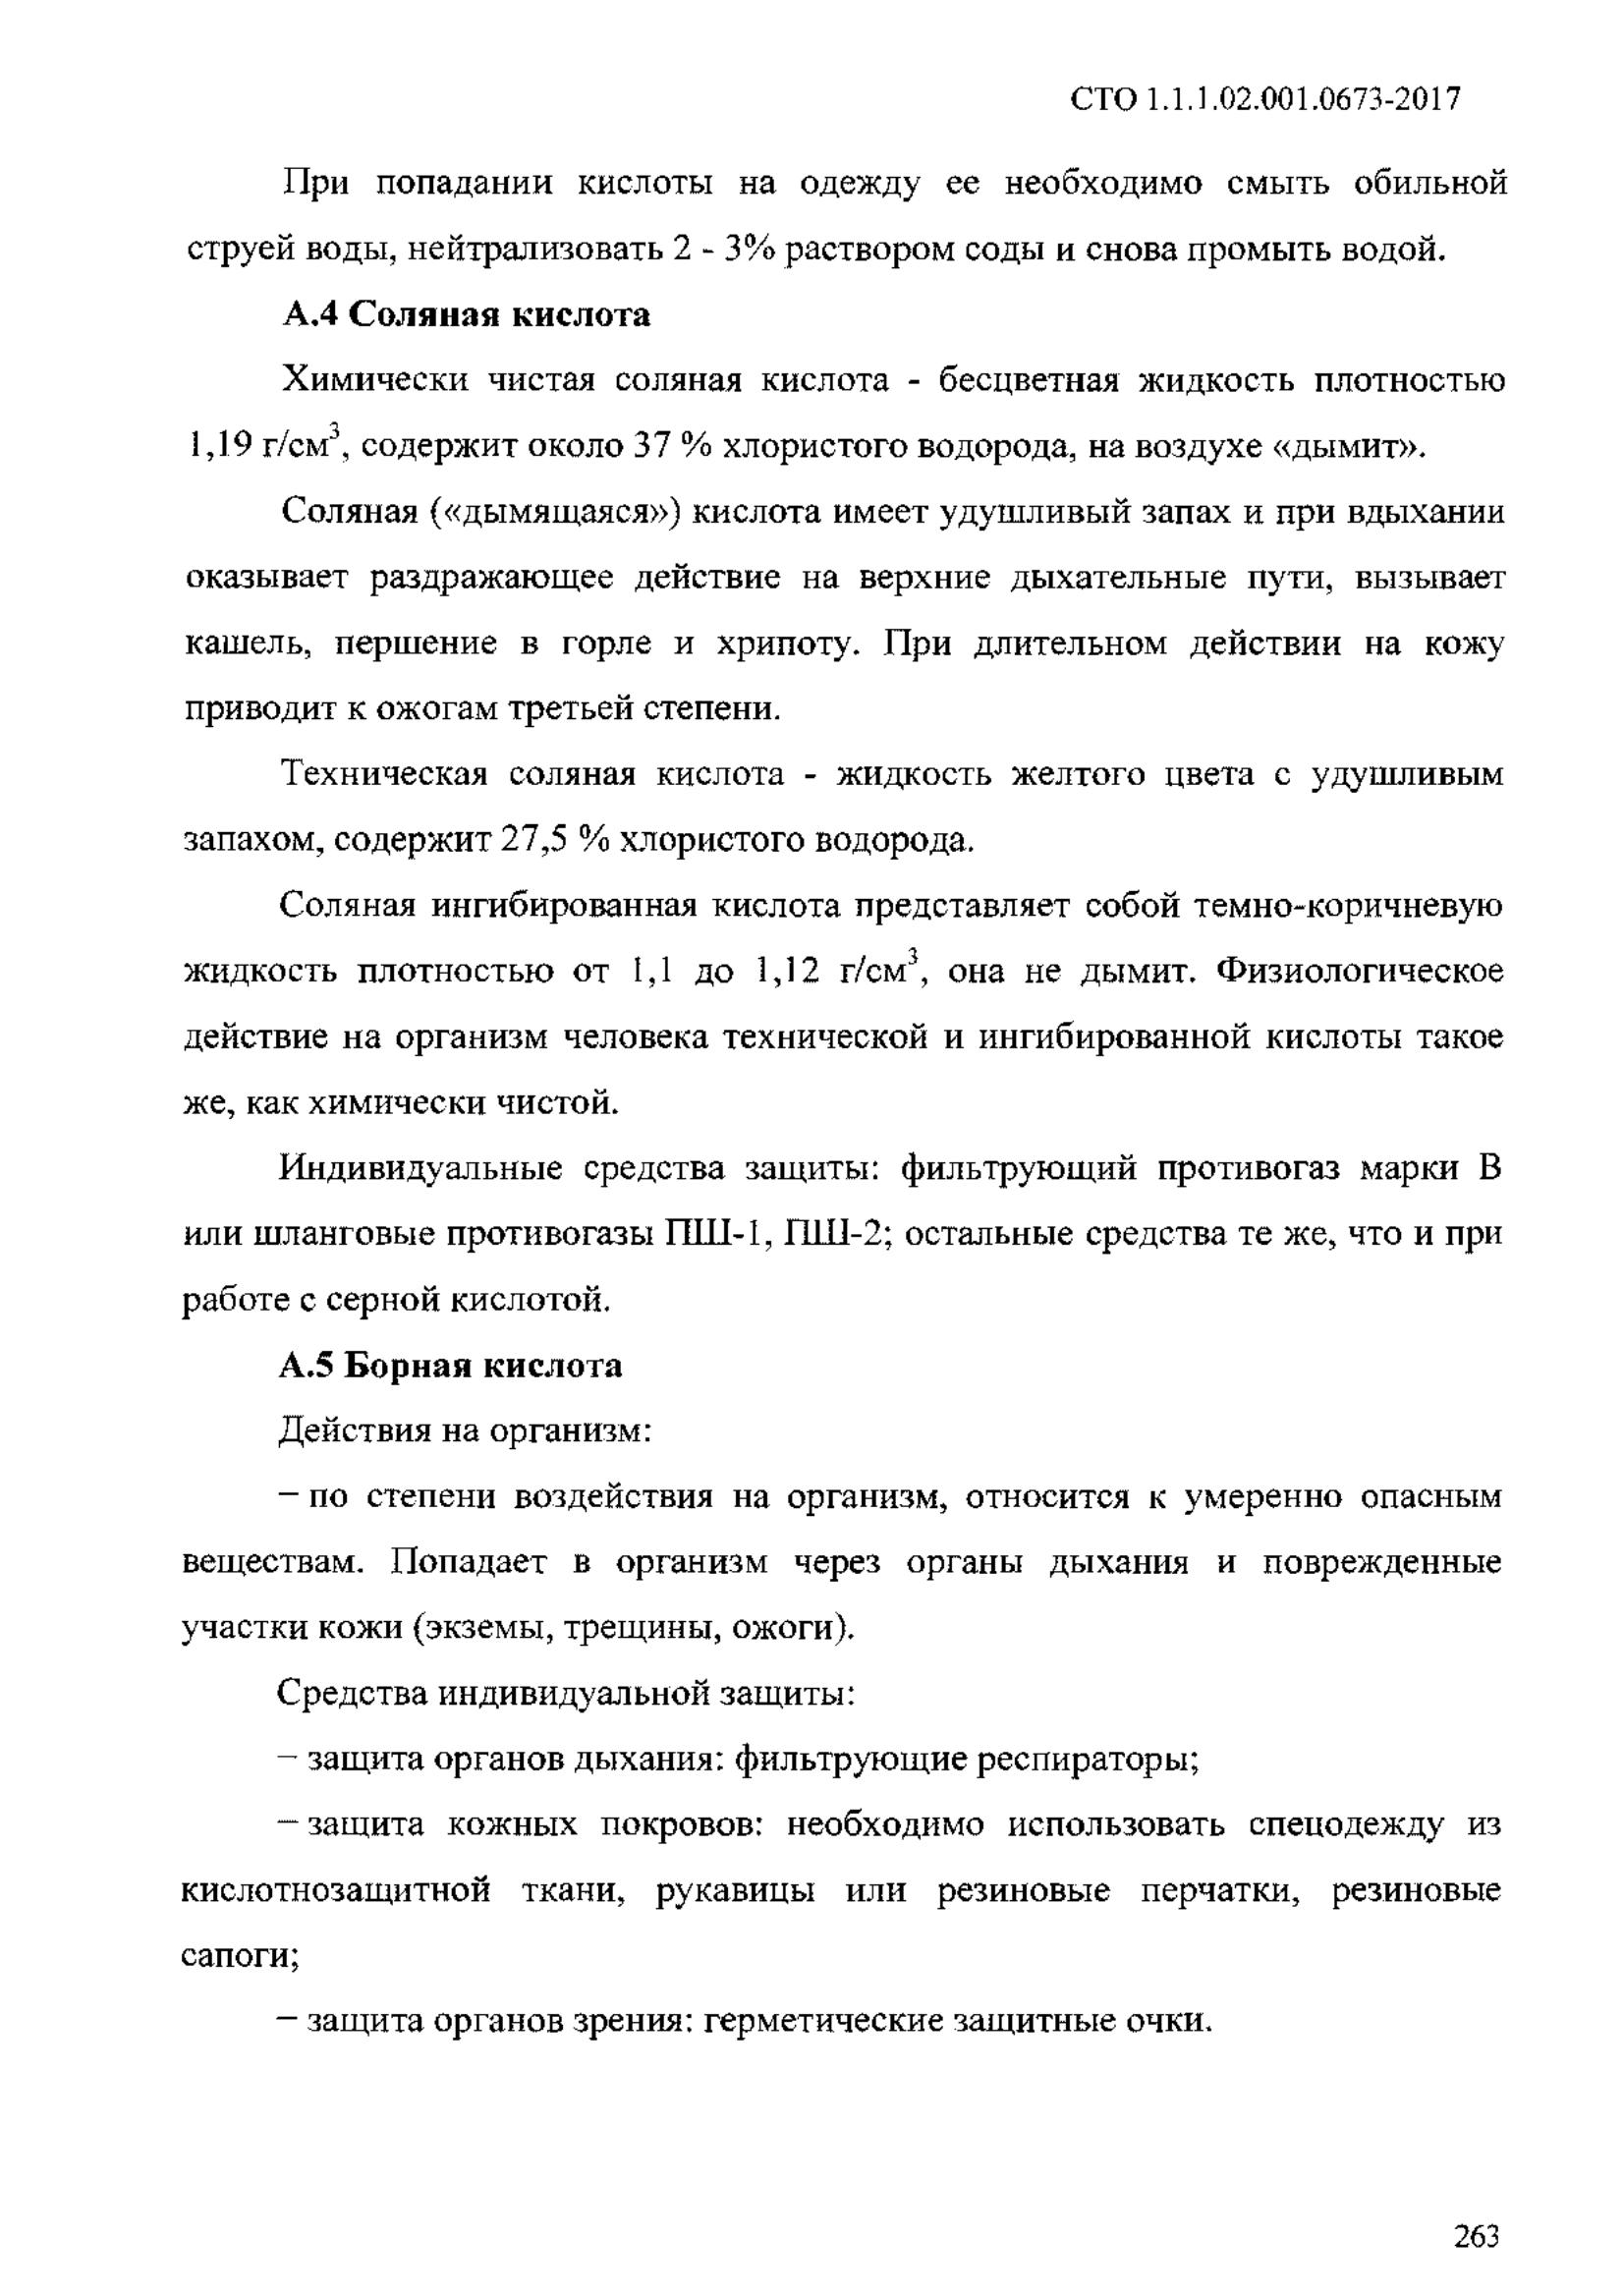 СТО 1.1.1.02.001.0673-2017
При попадании кислоты на одежду ее необходимо смыть обильной
струей воды, нейтрализовать 2 - 3% раствором соды и снова промыть водой.
А.4 Соляная кислота
Химически чистая соляная кислота - бесцветная жидкость плотностью
1,19 г/см³, содержит около 37 % хлористого водорода, на воздухе «дымит».
Соляная («дымящаяся») кислота имеет удушливый запах и при вдыхании
оказывает раздражающее действие на верхние дыхательные пути, вызывает
кашель, першение в горле и хрипоту. При длительном действии на кожу
приводит к ожогам третьей степени.
Техническая соляная кислота - жидкость желтого цвета с удушливым
запахом, содержит 27,5 % хлористого водорода.
Соляная ингибированная кислота представляет собой темно-коричневую
жидкость плотностью от 1,1 до 1,12 г/см³, она не дымит. Физиологическое
действие на организм человека технической и ингибированной кислоты такое
же, как химически чистой.
Индивидуальные средства защиты: фильтрующий противогаз марки В
или шланговые противогазы ПШ-1, ПШ-2; остальные средства те же, что и при
работе с серной кислотой.
А.5 Борная кислота
Действия на организм:
− по степени воздействия на организм, относится к умеренно опасным
веществам. Попадает в организм через органы дыхания и поврежденные
участки кожи (экземы, трещины, ожоги).
Средства индивидуальной защиты:
− защита органов дыхания: фильтрующие респираторы;
− защита кожных покровов: необходимо использовать спецодежду из
кислотнозащитной ткани, рукавицы или резиновые перчатки, резиновые
сапоги;
− защита органов зрения: герметические защитные очки.
263